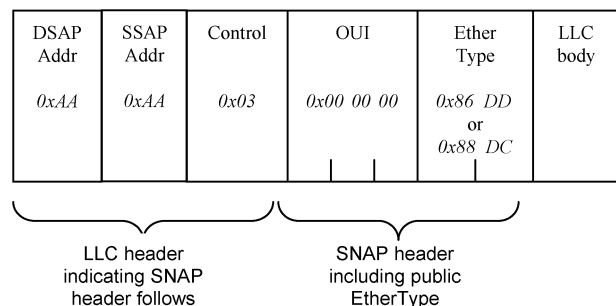 DSAP Addr
SSAP Addr
Control
OUI
Ether Type
LLC body
0xAA
0xAA
0x03
0x00 00 00
0x86 DD
or
0x88 DC
LLC header
indicating SNAP
header follows
SNAP header
including public
EtherType